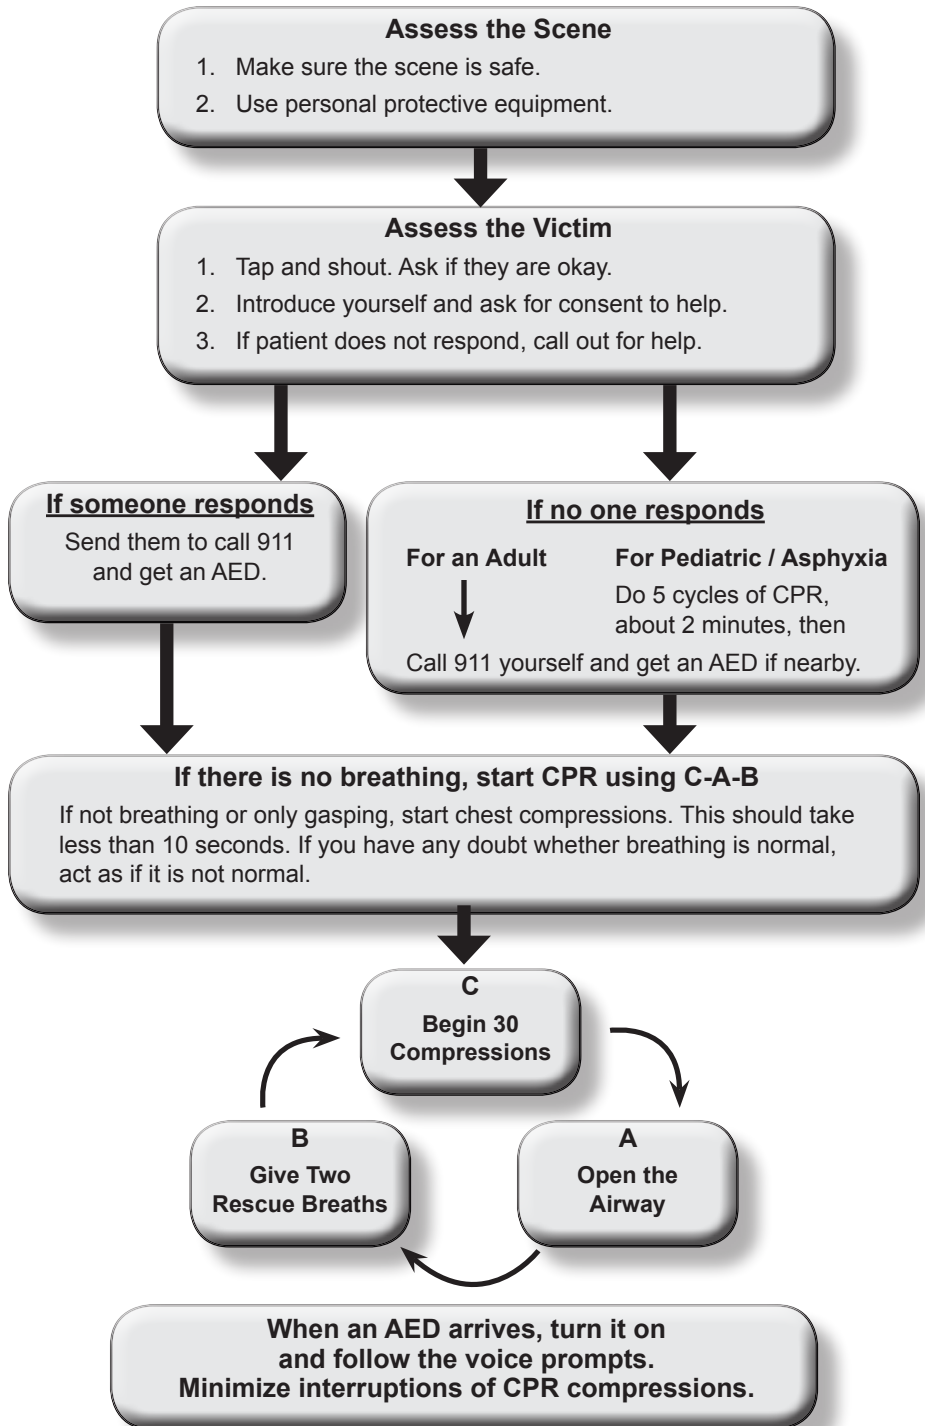 Assess the Scene
1. Make sure the scene is safe.
2. Use personal protective equipment.
Assess the Victim
1. Tap and shout. Ask if they are okay.
2. Introduce yourself and ask for consent to help.
3. If patient does not respond, call out for help.
If someone responds
Send them to call 911
and get an AED.
If no one responds
For an Adult
For Pediatric / Asphyxia
Do 5 cycles of CPR,
about 2 minutes, then
Call 911 yourself and get an AED if nearby.
If there is no breathing, start CPR using C-A-B
If not breathing or only gasping, start chest compressions. This should take
less than 10 seconds. If you have any doubt whether breathing is normal,
act as if it is not normal.
C
Begin 30
Compressions
A
Open the
Airway
B
Give Two
Rescue Breaths
When an AED arrives, turn it on
and follow the voice prompts.
Minimize interruptions of CPR compressions.